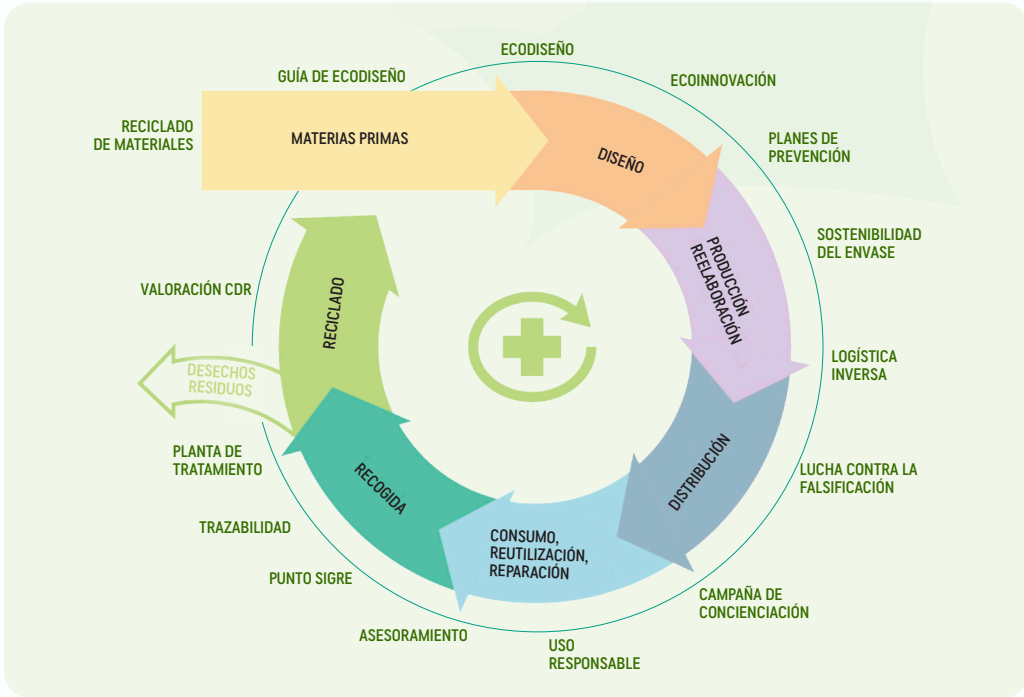 ECODISEÑO
GUÍA DE ECODISEÑO
ECOINNOVACIÓN
RECICLADO
DE MATERIALES
MATERIAS PRIMAS
DISEÑO
PLANES DE
PREVENCIÓN
SOSTENIBILIDAD
DEL ENVASE
PRODUCCIÓN
REELABORACIÓN
VALORACIÓN CDR
RECICLADO
LOGÍSTICA
INVERSA
DESECHOS
RESIDUOS
PLANTA DE
TRATAMIENTO
RECOGIDA
DISTRIBUCIÓN
LUCHA CONTRA LA
FALSIFICACIÓN
TRAZABILIDAD
CONSUMO,
REUTILIZACIÓN,
REPARACIÓN
PUNTO SIGRE
CAMPAÑA DE
CONCIENCIACIÓN
ASESORAMIENTO
USO
RESPONSABLE